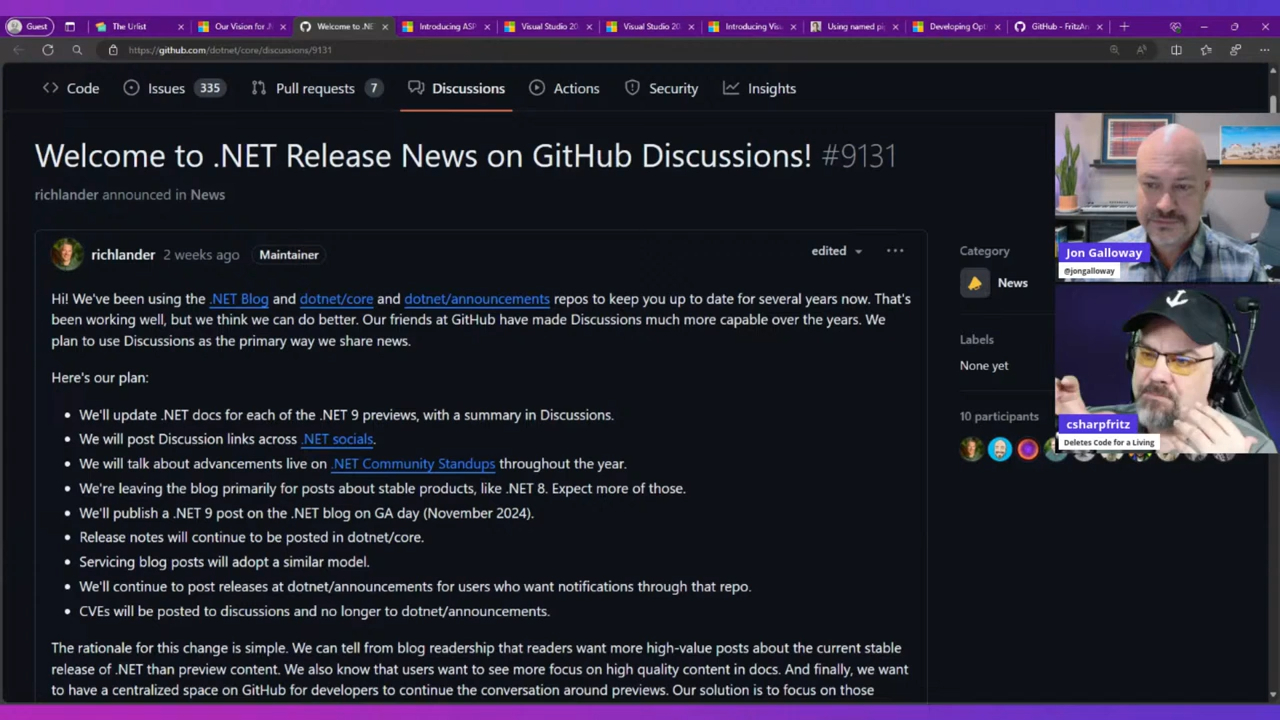 Guest
The Urlist
Our Vision for
Welcome to .NE
Introducing ASP
Visual Studio 20
Visual Studio 20
Introducing Visu
Using named pip
Developing Opti
GitHub - FritzAn
https://github.com/dotnet/core/discussions/9131
Code
Issues 335
Pull requests 7
Discussions
Actions
Security
Insights
Welcome to .NET Release News on GitHub Discussions! #9131
richlander announced in News
richlander 2 weeks ago Maintainer
edited
Hi! We've been using the .NET Blog and dotnet/core and dotnet/announcements repos to keep you up to date for several years now. That's
been working well, but we think we can do better. Our friends at GitHub have made Discussions much more capable over the years. We
plan to use Discussions as the primary way we share news.
Here's our plan:
• We'll update .NET docs for each of the .NET 9 previews, with a summary in Discussions.
• We will post Discussion links across .NET socials.
• We will talk about advancements live on .NET Community Standups throughout the year.
• We're leaving the blog primarily for posts about stable products, like .NET 8. Expect more of those.
• We'll publish a .NET 9 post on the .NET blog on GA day (November 2024).
• Release notes will continue to be posted in dotnet/core.
• Servicing blog posts will adopt a similar model.
• We'll continue to post releases at dotnet/announcements for users who want notifications through that repo.
• CVEs will be posted to discussions and no longer to dotnet/announcements.
The rationale for this change is simple. We can tell from blog readership that readers want more high-value posts about the current stable
release of .NET than preview content. We also know that users want to see more focus on high quality content in docs. And finally, we want
to have a centralized space on GitHub for developers to continue the conversation around previews. Our solution is to focus on those
Category
News
Labels
None yet
10 participants
Jon Galloway
@jongalloway
csharpfritz
Deletes Code for a Living